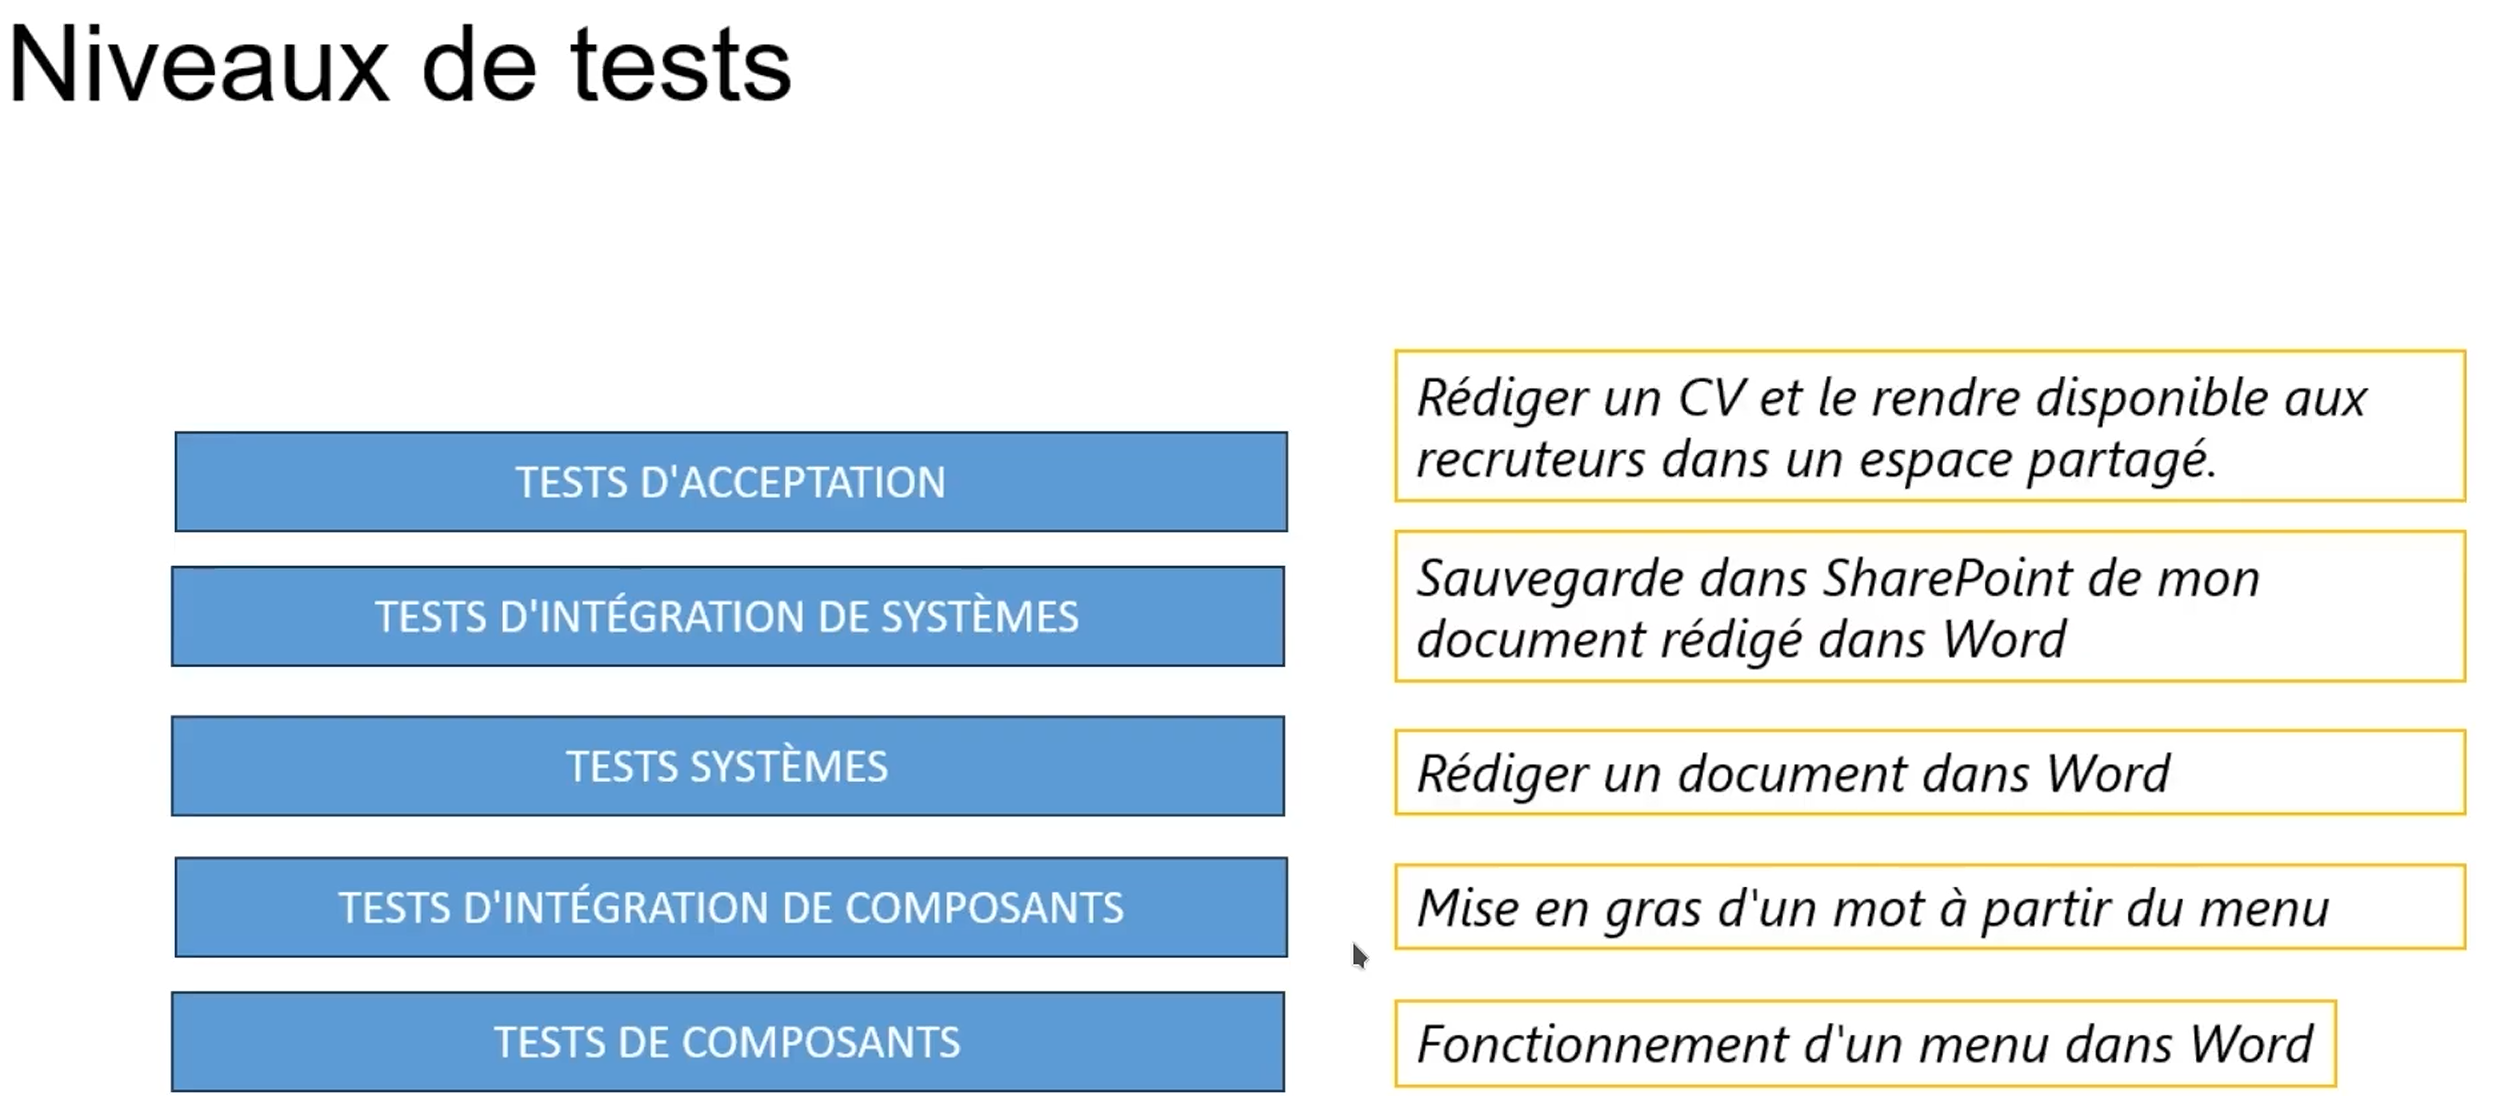 Niveaux de tests
TESTS D'ACCEPTATION
Rédiger un CV et le rendre disponible aux
recruteurs dans un espace partagé.
TESTS D'INTÉGRATION DE SYSTÈMES
Sauvegarde dans SharePoint de mon
document rédigé dans Word
TESTS SYSTÈMES
Rédiger un document dans Word
TESTS D'INTÉGRATION DE COMPOSANTS
Mise en gras d'un mot à partir du menu
TESTS DE COMPOSANTS
Fonctionnement d'un menu dans Word